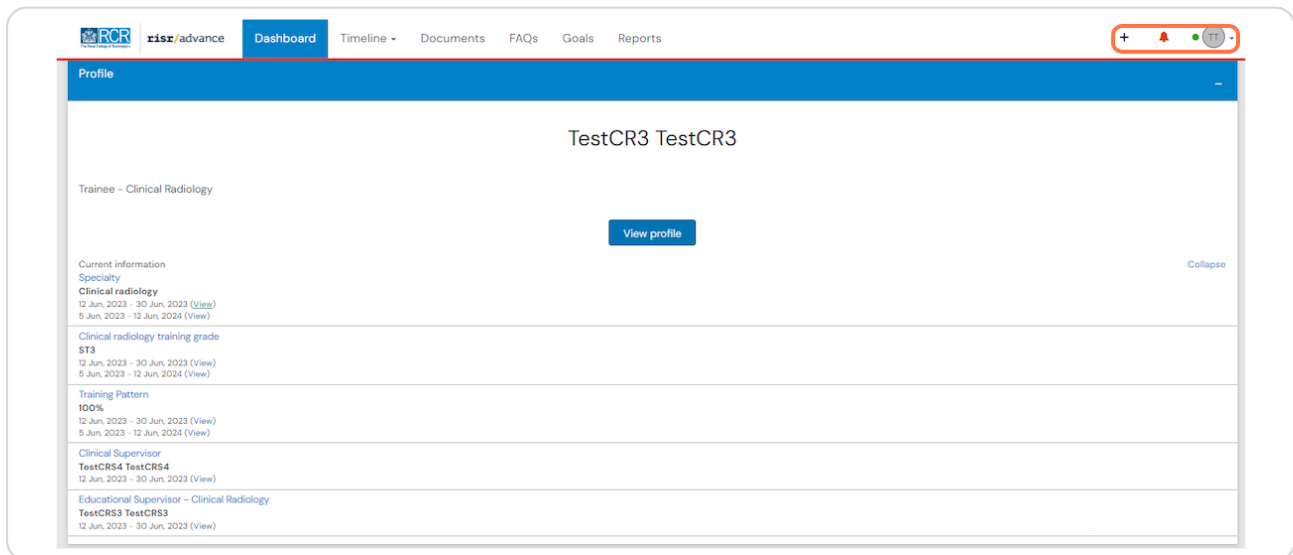 RCR
The Royal College of Radiologists
risr/advance
Dashboard
Timeline
Documents
FAQs
Goals
Reports
+
TT
Profile
–
TestCR3 TestCR3
Trainee - Clinical Radiology
View profile
Current information
Collapse
Specialty
Clinical radiology
12 Jun, 2023 - 30 Jun, 2023 (View)
5 Jun, 2023 - 12 Jun, 2024 (View)
Clinical radiology training grade
ST3
12 Jun, 2023 - 30 Jun, 2023 (View)
5 Jun, 2023 - 12 Jun, 2024 (View)
Training Pattern
100%
12 Jun, 2023 - 30 Jun, 2023 (View)
5 Jun, 2023 - 12 Jun, 2024 (View)
Clinical Supervisor
TestCRS4 TestCRS4
12 Jun, 2023 - 30 Jun, 2023 (View)
Educational Supervisor - Clinical Radiology
TestCRS3 TestCRS3
12 Jun, 2023 - 30 Jun, 2023 (View)